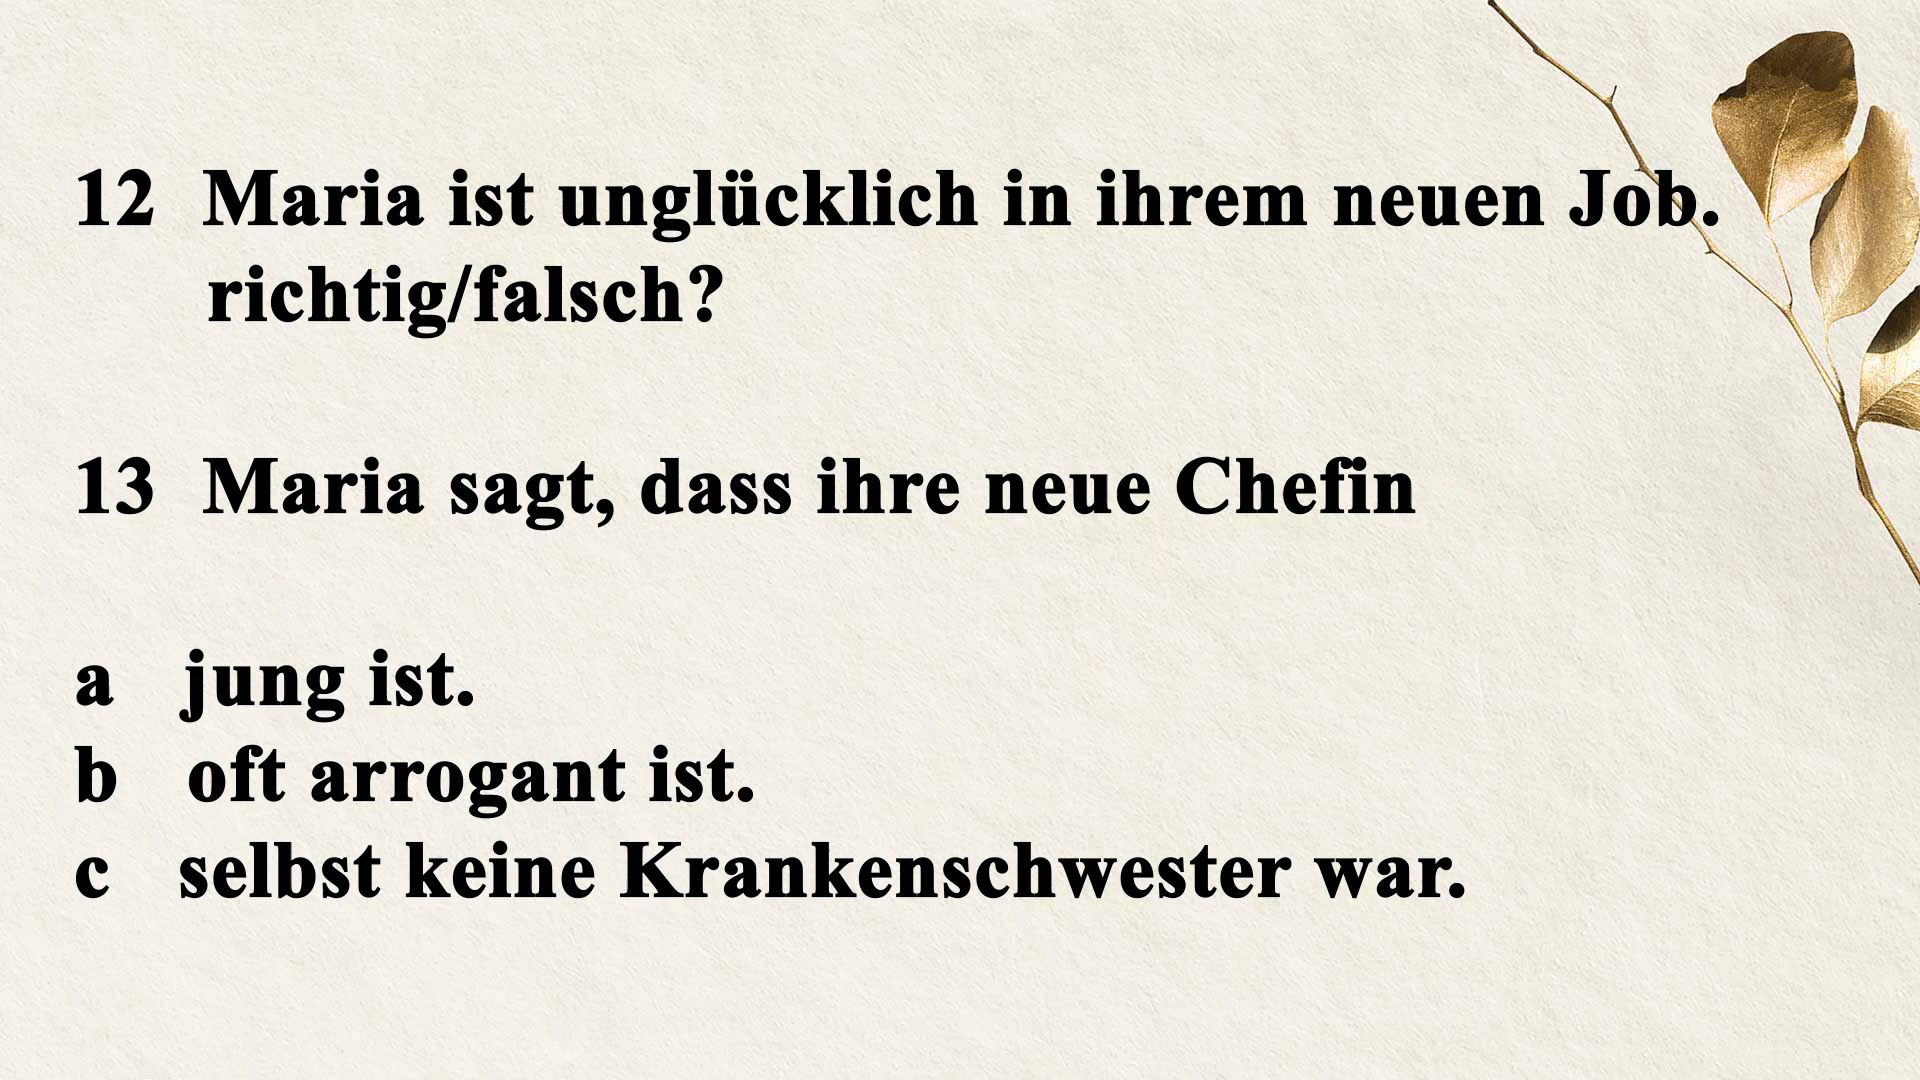 12 Maria ist unglücklich in ihrem neuen Job.
richtig/falsch?
13 Maria sagt, dass ihre neue Chefin
a jung ist.
b oft arrogant ist.
c selbst keine Krankenschwester war.